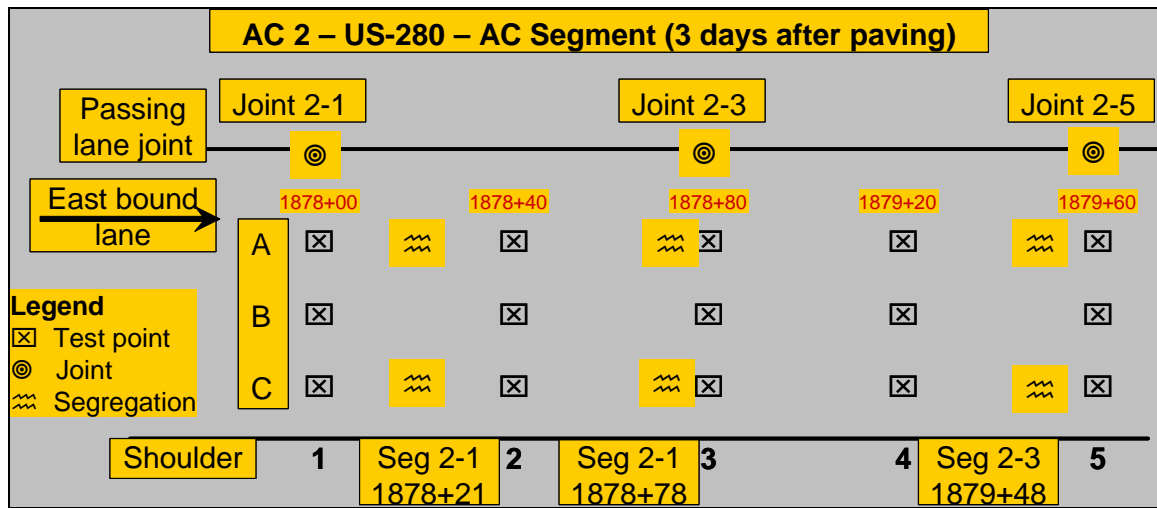 AC 2 – US-280 – AC Segment (3 days after paving)
Passing
lane joint
Joint 2-1
Joint 2-3
Joint 2-5
East bound
lane
1878+00
1878+40
1878+80
1879+20
1879+60
A
B
C
Legend
Test point
Joint
Segregation
Shoulder
1
Seg 2-1
1878+21
2
Seg 2-1
1878+78
3
4
Seg 2-3
1879+48
5